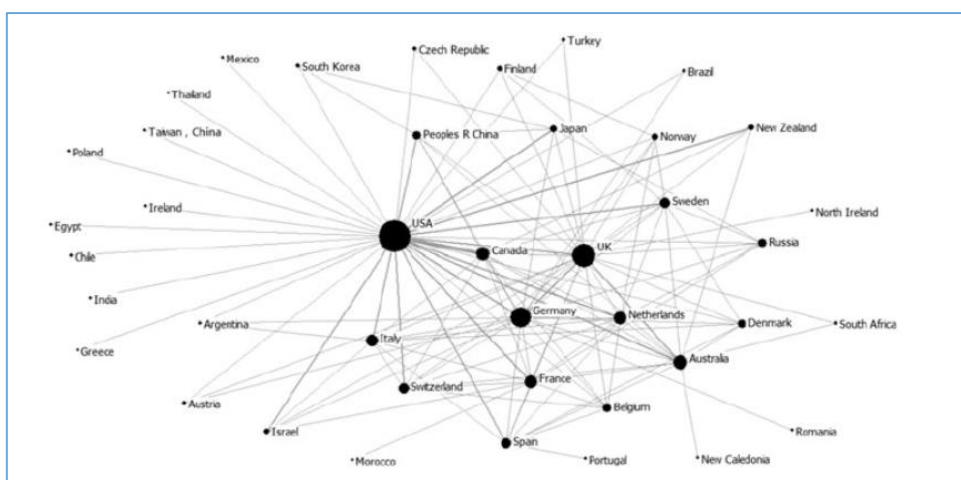 Turkey
Czech Republic
Mexico
South Korea
Finland
Brazil
Thailand
Taiwan , China
Peoples R China
Japan
Norway
New Zealand
Poland
Ireland
Sweden
North Ireland
Egypt
USA
Chile
Canada
UK
Russia
India
Argentina
Germany
Netherlands
Denmark
South Africa
Greece
Italy
Australia
Austria
Switzerland
France
Belgium
Israel
Spain
Romania
Morocco
Portugal
New Caledonia